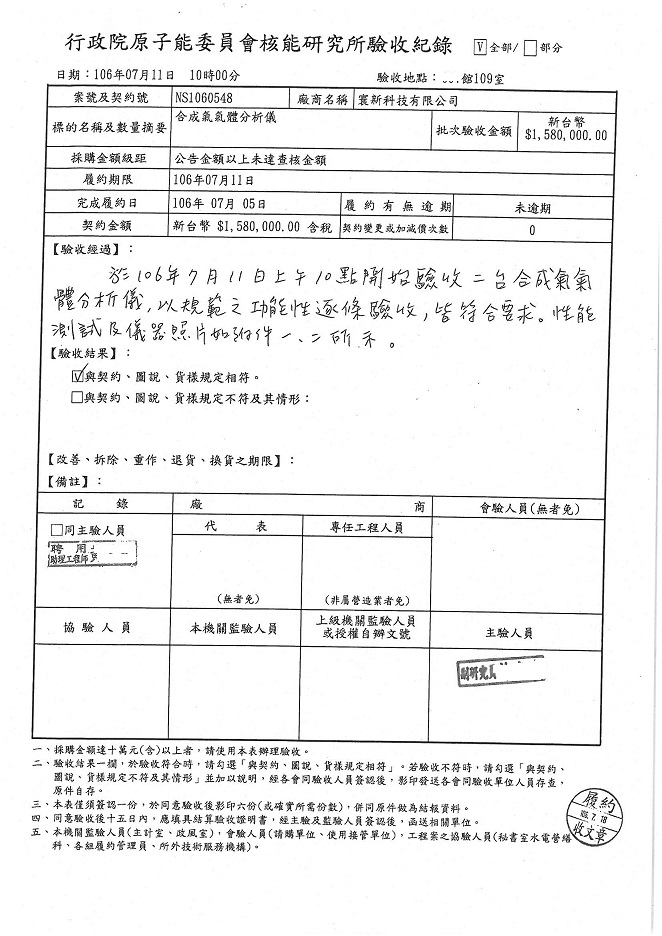 行政院原子能委員會核能研究所驗收紀錄 V 全部/ 部分
日期：106年07月11日 10時00分 驗收地點： 館109室
案號及契約號 NS1060548 廠商名稱 寰新科技有限公司
標的名稱及數量摘要 合成氣氣體分析儀 批次驗收金額 新台幣 $1,580,000.00
採購金額級距 公告金額以上未達查核金額
履約期限 106年07月11日
完成履約日 106年 07月 05日 履約有無逾期 未逾期
契約金額 新台幣 $1,580,000.00 含稅 契約變更或加減價次數 0
【驗收經過】：
於106年7月11日上午10點開始驗收二台合成氣氣
體分析儀，以規範之功能性逐條驗收，皆符合要求。性能
測試及儀器照片如附件一、二所示。
【驗收結果】：
V與契約、圖說、貨樣規定相符。
與契約、圖說、貨樣規定不符及其情形：
【改善、拆除、重作、退貨、換貨之期限】：
【備註】：
記錄 廠商 會驗人員(無者免)
同主驗人員 代表 專任工程人員
聘用
助理工程師
(無者免) (非屬營造業者免)
協驗人員 本機關監驗人員 上級機關監驗人員 主驗人員
或授權自辦文號
副研究員
一、採購金額達十萬元(含)以上者，請使用本表辦理驗收。
二、驗收結果一欄，於驗收符合時，請勾選「與契約、圖說、貨樣規定相符」。若驗收不符時，請勾選「與契約、
圖說、貨樣規定不符及其情形」並加以說明，經各會同驗收人員簽認後，影印發送各會同驗收單位人員存查，
原件自存。
三、本表僅須簽認一份，於同意驗收後影印六份(或確實所需份數)，併同原件做為結報資料。
四、同意驗收後十五日內，應填具結算驗收證明書，經主驗及監驗人員簽認後，函送相關單位。
五、本機關監驗人員(主計室、政風室)，會驗人員(請購單位、使用接管單位)，工程案之協驗人員(秘書室水電營繕
科、各組履約管理員、所外技術服務機構)。
履約
106.7.18
收文章